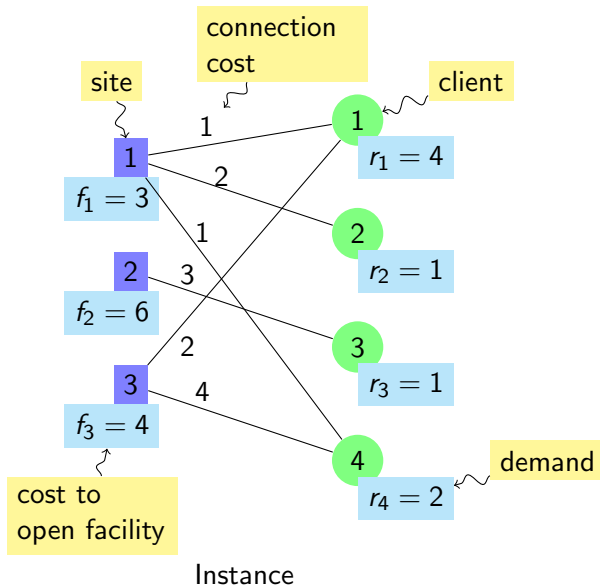 connection
cost
site
client
1
1
1
r₁ = 4
f₁ = 3
2
1
2
r₂ = 1
2
3
f₂ = 6
3
r₃ = 1
2
3
4
f₃ = 4
4
r₄ = 2
demand
cost to
open facility
Instance